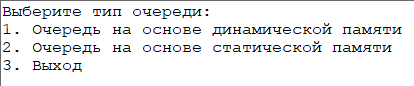 Выберите тип очереди:
1. Очередь на основе динамической памяти
2. Очередь на основе статической памяти
3. Выход